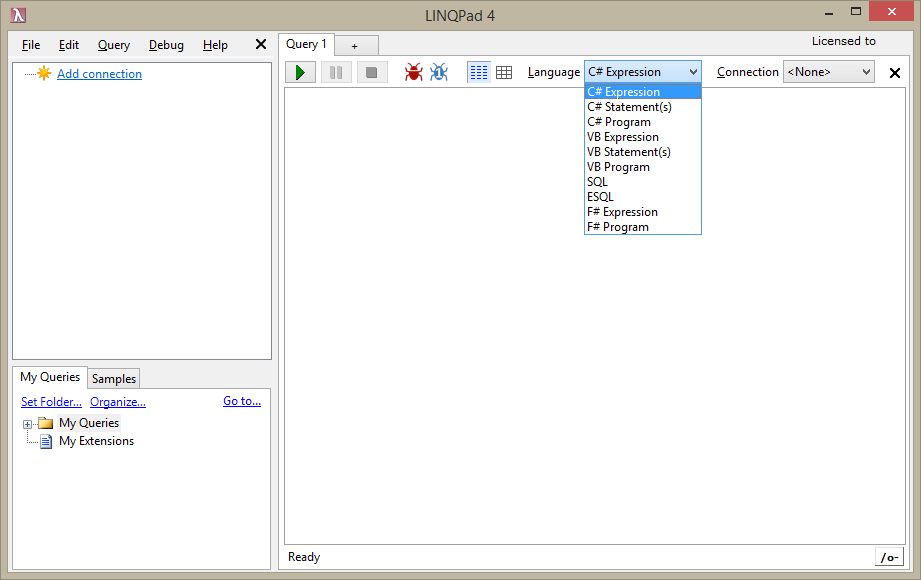 LINQPad 4
File Edit Query Debug Help
Query 1 +
Licensed to
Add connection
Language C# Expression Connection <None>
C# Expression
C# Statement(s)
C# Program
VB Expression
VB Statement(s)
VB Program
SQL
ESQL
F# Expression
F# Program
My Queries Samples
Set Folder... Organize... Go to...
My Queries
My Extensions
Ready /o-